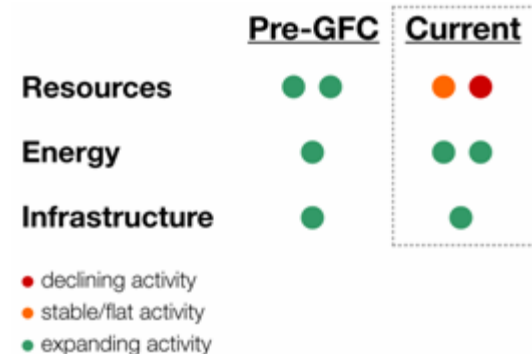 Pre-GFC Current
Resources
Energy
Infrastructure
declining activity
stable/flat activity
expanding activity